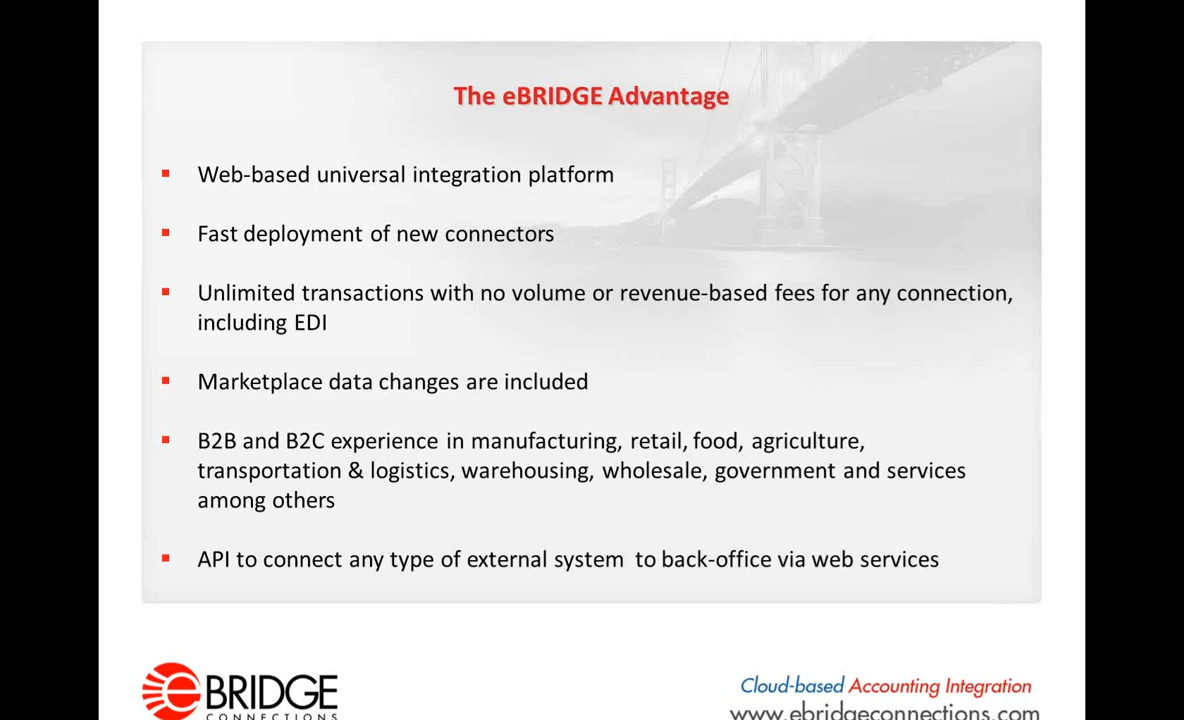 The eBRIDGE Advantage
Web-based universal integration platform
Fast deployment of new connectors
Unlimited transactions with no volume or revenue-based fees for any connection,
including EDI
Marketplace data changes are included
B2B and B2C experience in manufacturing, retail, food, agriculture,
transportation & logistics, warehousing, wholesale, government and services
among others
API to connect any type of external system to back-office via web services
eBRIDGE
CONNECTIONS
Cloud-based Accounting Integration
www.ebridgeconnections.com